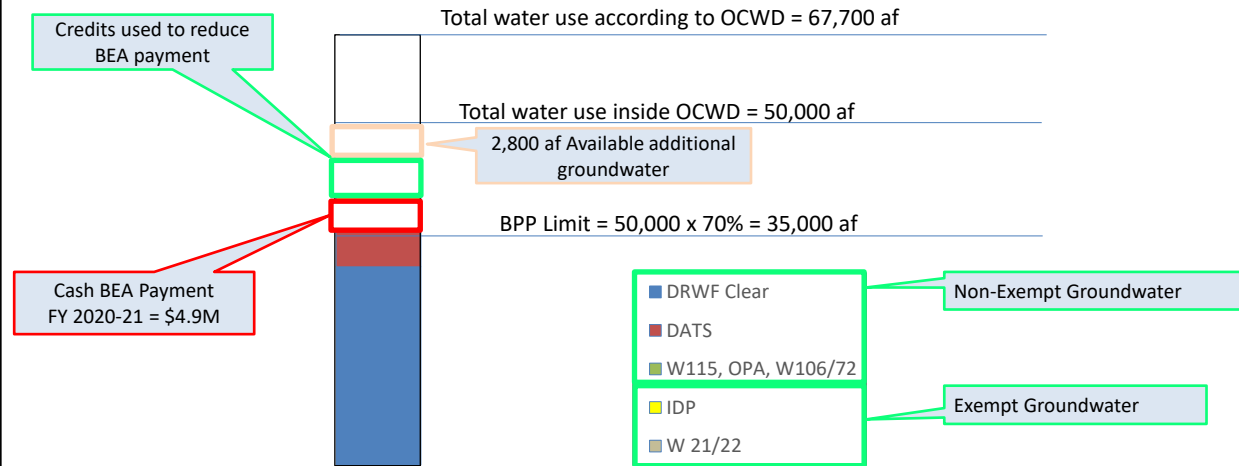 Total water use according to OCWD = 67,700 af
Credits used to reduce
BEA payment
Total water use inside OCWD = 50,000 af
2,800 af Available additional
groundwater
BPP Limit = 50,000 x 70% = 35,000 af
Cash BEA Payment
FY 2020-21 = $4.9M
DRWF Clear
Non-Exempt Groundwater
DATS
W115, OPA, W106/72
IDP
Exempt Groundwater
W 21/22